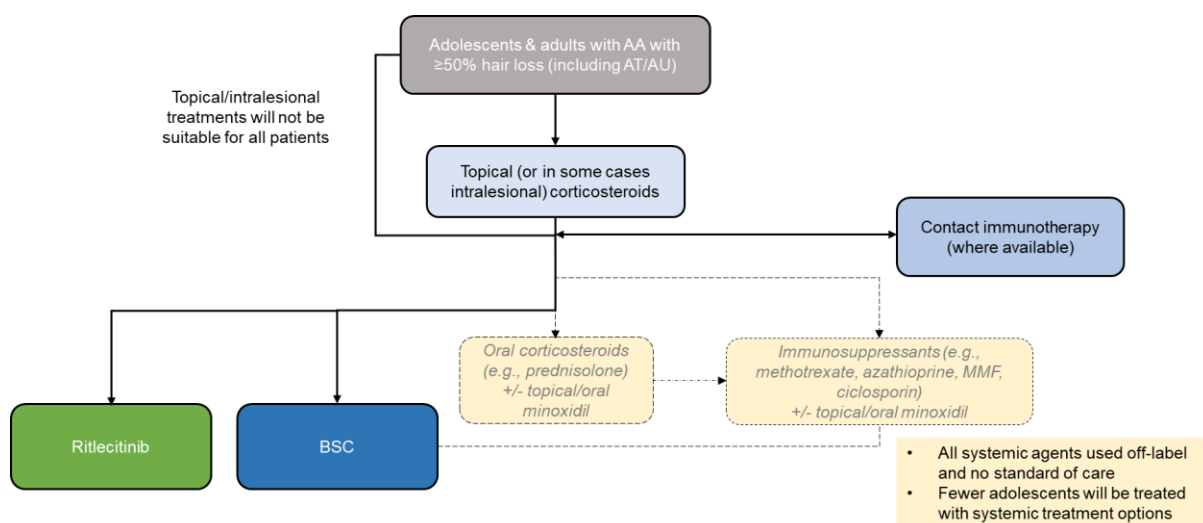 Adolescents & adults with AA with
≥50% hair loss (including AT/AU)
Topical/intralesional
treatments will not be
suitable for all patients
Topical (or in some cases
intralesional) corticosteroids
Contact immunotherapy
(where available)
Oral corticosteroids
(e.g., prednisolone)
+/- topical/oral
minoxidil
Immunosuppressants (e.g.,
methotrexate, azathioprine, MMF,
ciclosporin)
+/- topical/oral minoxidil
Ritlecitinib
BSC
• All systemic agents used off-label
and no standard of care
• Fewer adolescents will be treated
with systemic treatment options